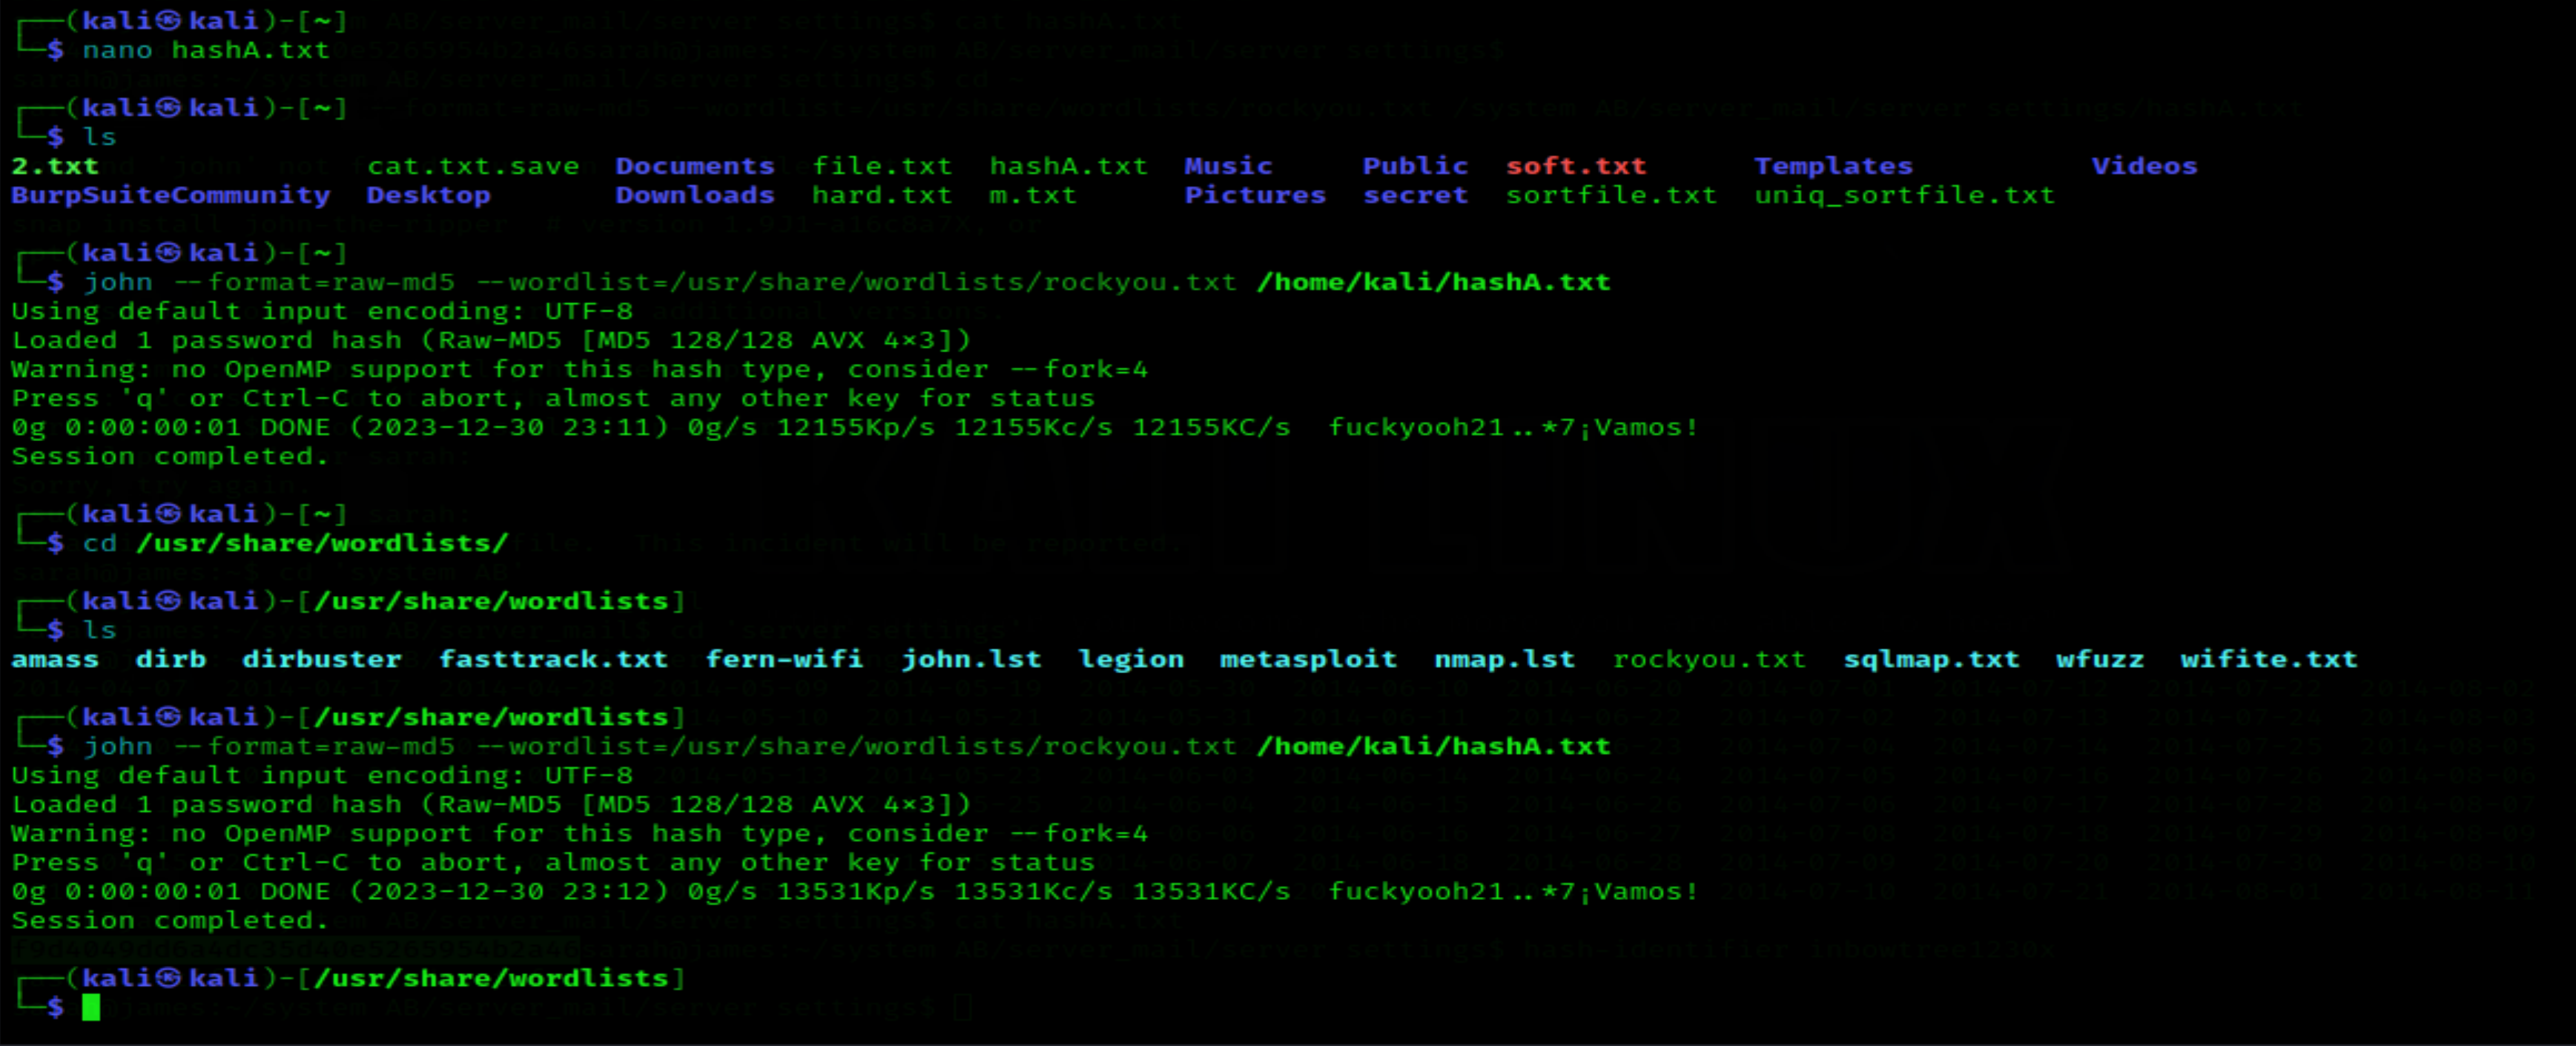 ┌──(kali㉿kali)-[~]
└─$ nano hashA.txt
┌──(kali㉿kali)-[~]
└─$ ls
2.txt cat.txt.save Documents file.txt hashA.txt Music Public soft.txt Templates Videos
BurpSuiteCommunity Desktop Downloads hard.txt m.txt Pictures secret sortfile.txt uniq_sortfile.txt
┌──(kali㉿kali)-[~]
└─$ john --format=raw-md5 --wordlist=/usr/share/wordlists/rockyou.txt /home/kali/hashA.txt
Using default input encoding: UTF-8
Loaded 1 password hash (Raw-MD5 [MD5 128/128 AVX 4×3])
Warning: no OpenMP support for this hash type, consider --fork=4
Press 'q' or Ctrl-C to abort, almost any other key for status
0g 0:00:00:01 DONE (2023-12-30 23:11) 0g/s 12155Kp/s 12155Kc/s 12155KC/s fuckyooh21..*7¡Vamos!
Session completed.
┌──(kali㉿kali)-[~]
└─$ cd /usr/share/wordlists/
┌──(kali㉿kali)-[/usr/share/wordlists]
└─$ ls
amass dirb dirbuster fasttrack.txt fern-wifi john.lst legion metasploit nmap.lst rockyou.txt sqlmap.txt wfuzz wifite.txt
┌──(kali㉿kali)-[/usr/share/wordlists]
└─$ john --format=raw-md5 --wordlist=/usr/share/wordlists/rockyou.txt /home/kali/hashA.txt
Using default input encoding: UTF-8
Loaded 1 password hash (Raw-MD5 [MD5 128/128 AVX 4×3])
Warning: no OpenMP support for this hash type, consider --fork=4
Press 'q' or Ctrl-C to abort, almost any other key for status
0g 0:00:00:01 DONE (2023-12-30 23:12) 0g/s 13531Kp/s 13531Kc/s 13531KC/s fuckyooh21..*7¡Vamos!
Session completed.
┌──(kali㉿kali)-[/usr/share/wordlists]
└─$